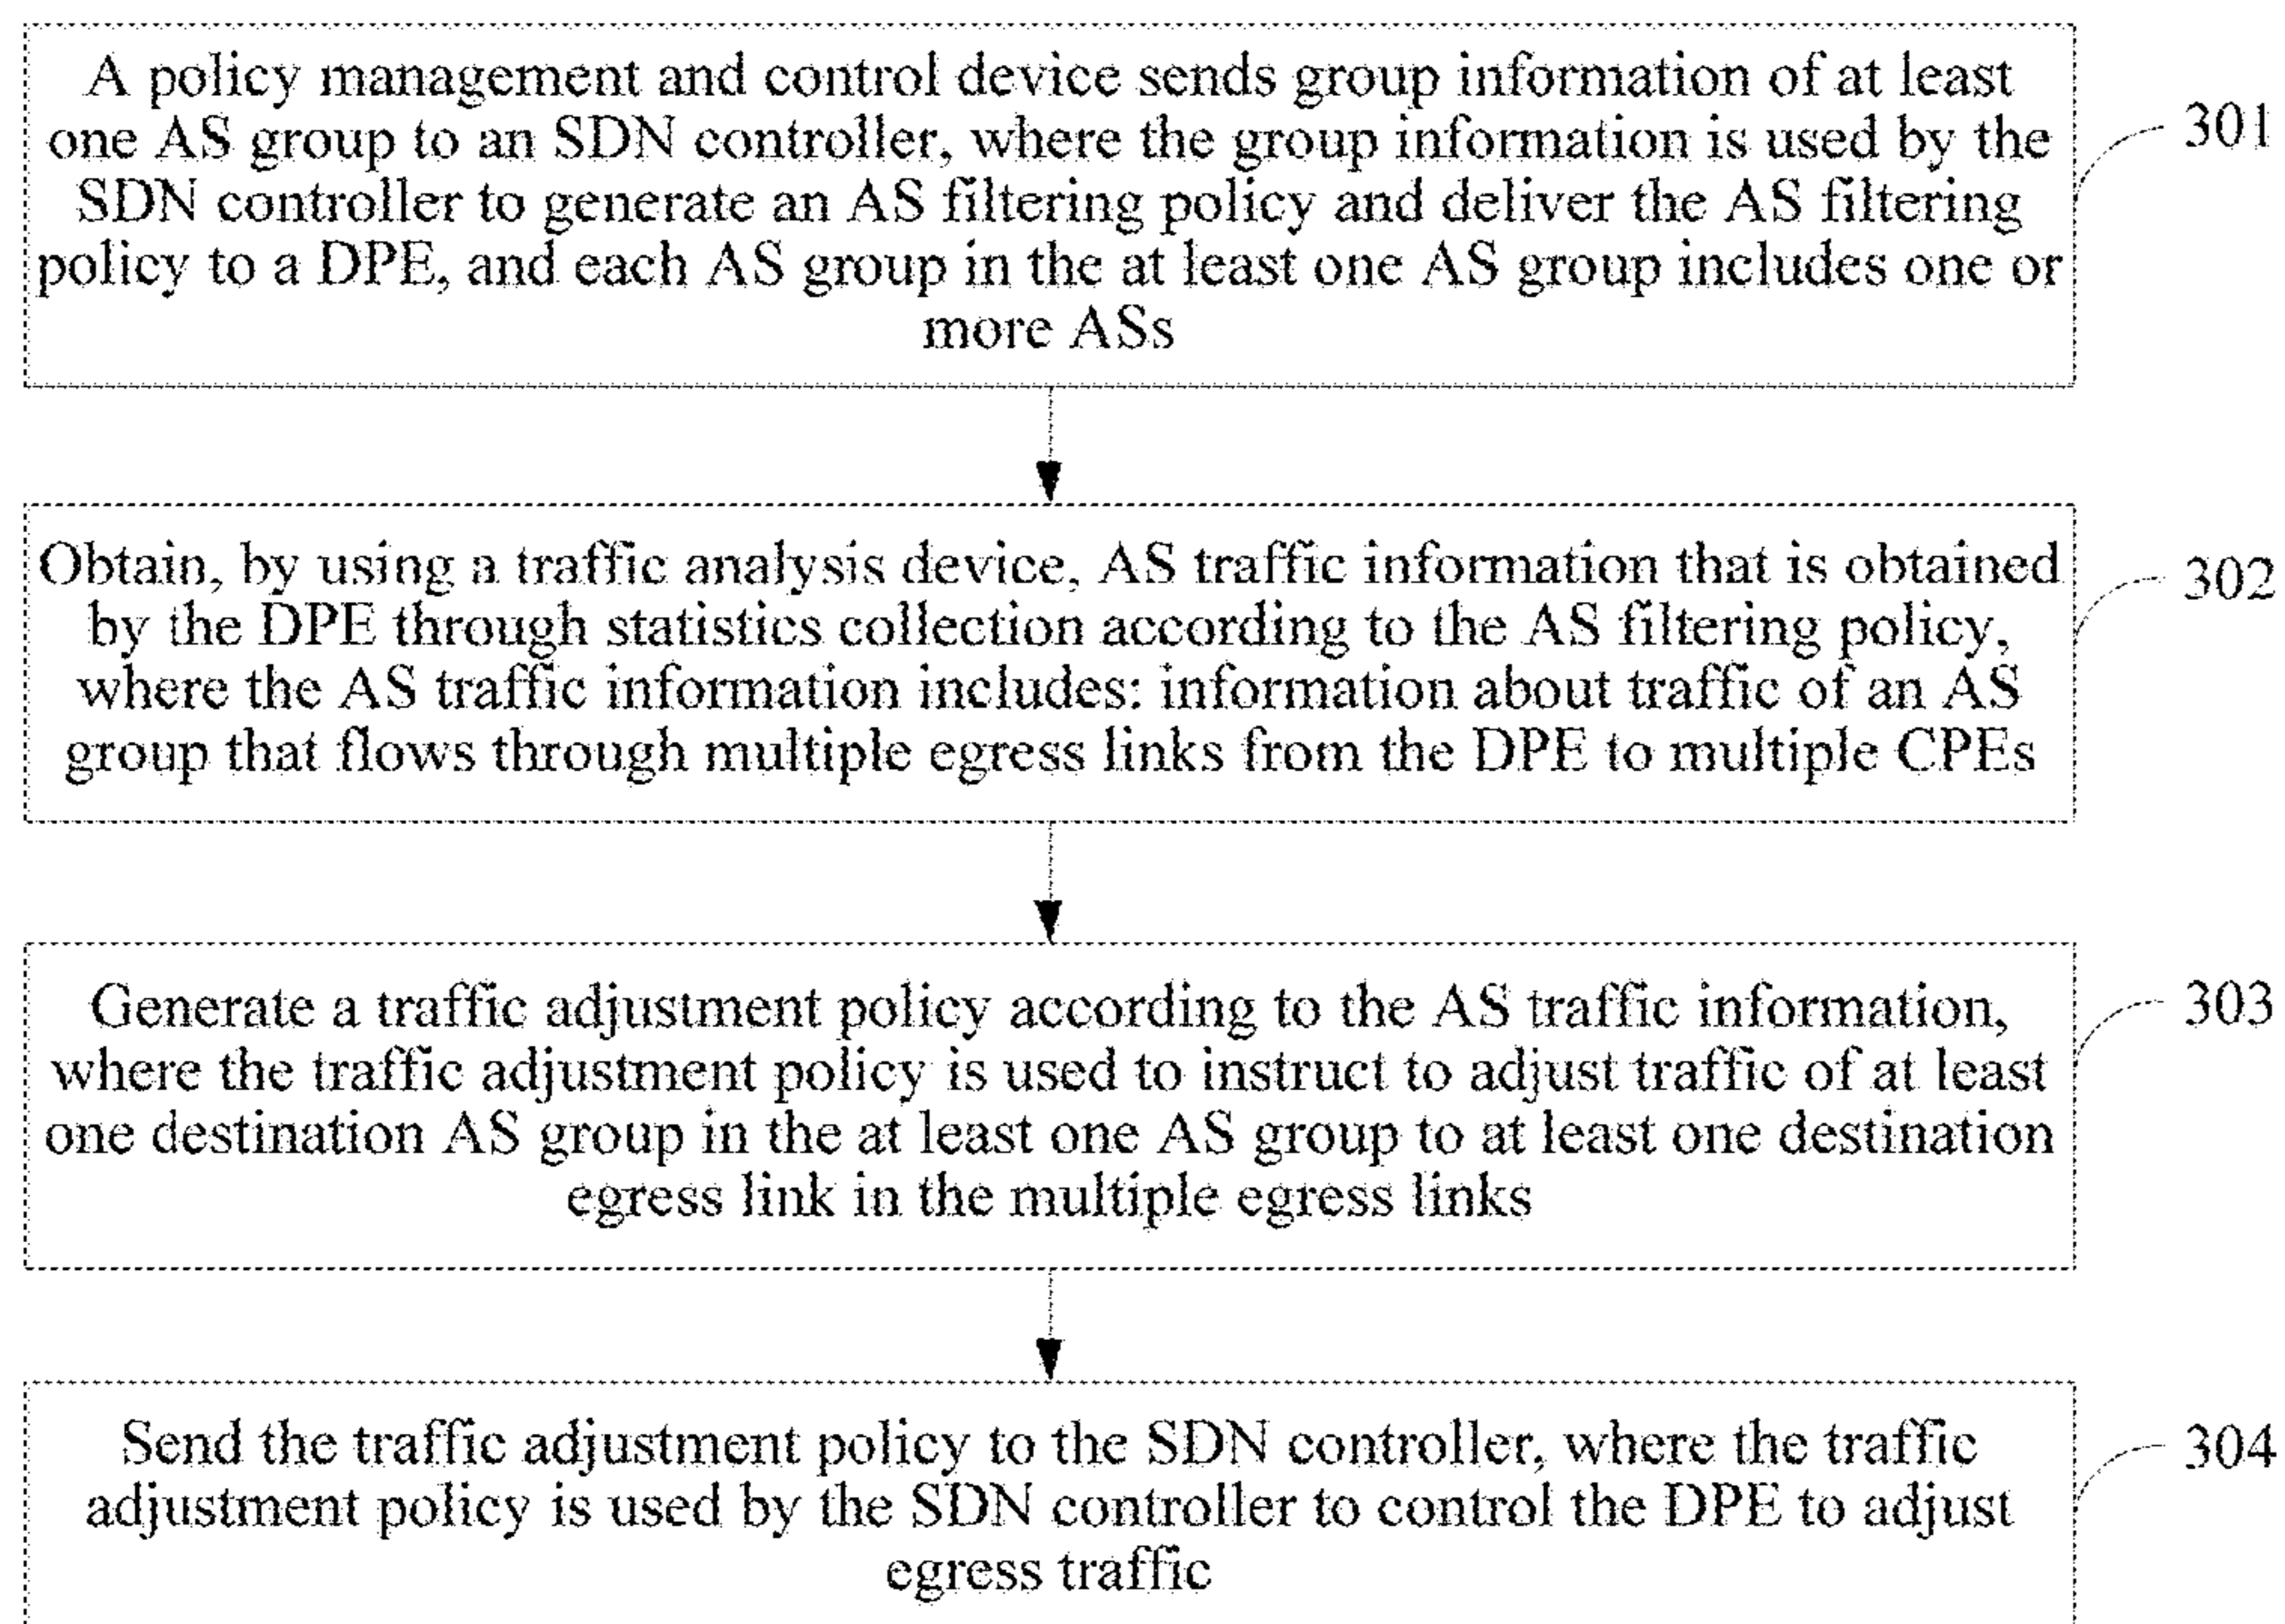 A policy management and control device sends group information of at least
one AS group to an SDN controller, where the group information is used by the
SDN controller to generate an AS filtering policy and deliver the AS filtering
policy to a DPE, and each AS group in the at least one AS group includes one or
more ASs
301
Obtain, by using a traffic analysis device, AS traffic information that is obtained
by the DPE through statistics collection according to the AS filtering policy,
where the AS traffic information includes: information about traffic of an AS
group that flows through multiple egress links from the DPE to multiple CPEs
302
Generate a traffic adjustment policy according to the AS traffic information,
where the traffic adjustment policy is used to instruct to adjust traffic of at least
one destination AS group in the at least one AS group to at least one destination
egress link in the multiple egress links
303
Send the traffic adjustment policy to the SDN controller, where the traffic
adjustment policy is used by the SDN controller to control the DPE to adjust
egress traffic
304